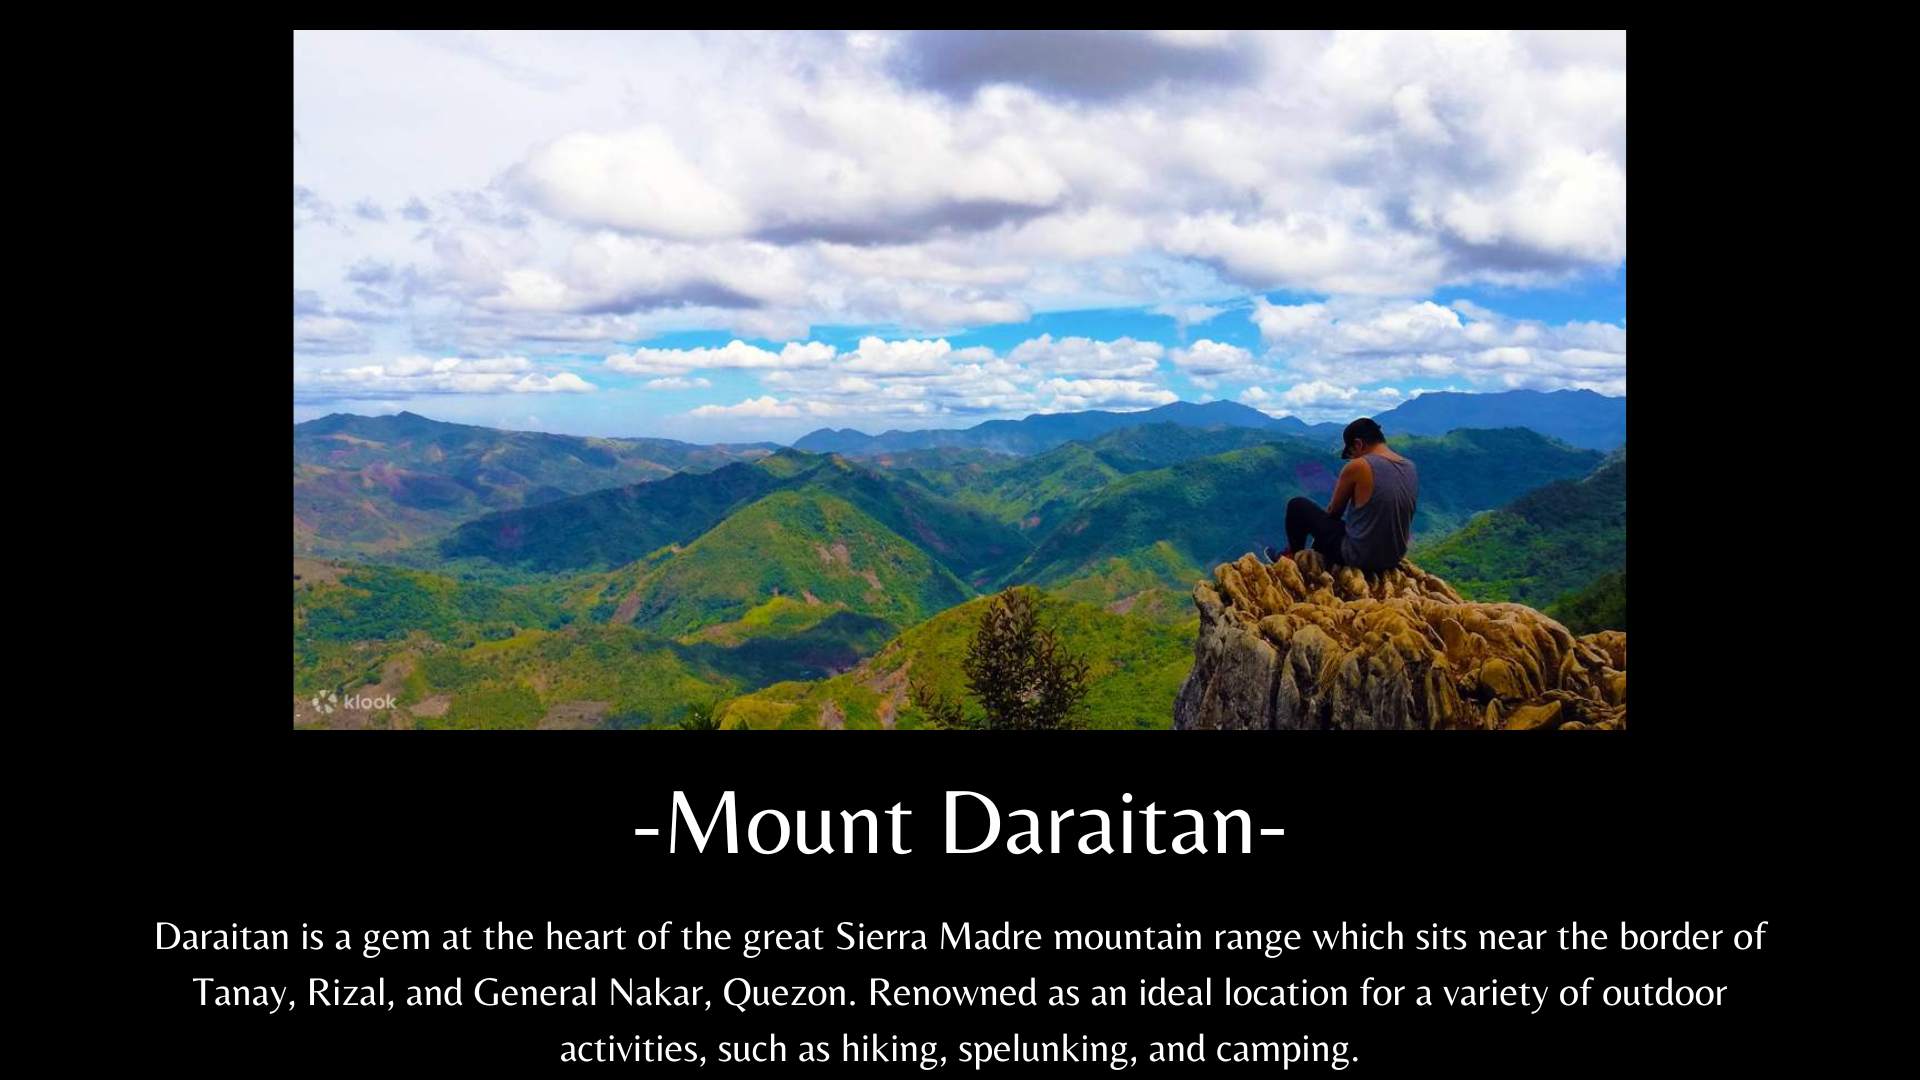 klook
-Mount Daraitan-
Daraitan is a gem at the heart of the great Sierra Madre mountain range which sits near the border of
Tanay, Rizal, and General Nakar, Quezon. Renowned as an ideal location for a variety of outdoor
activities, such as hiking, spelunking, and camping.